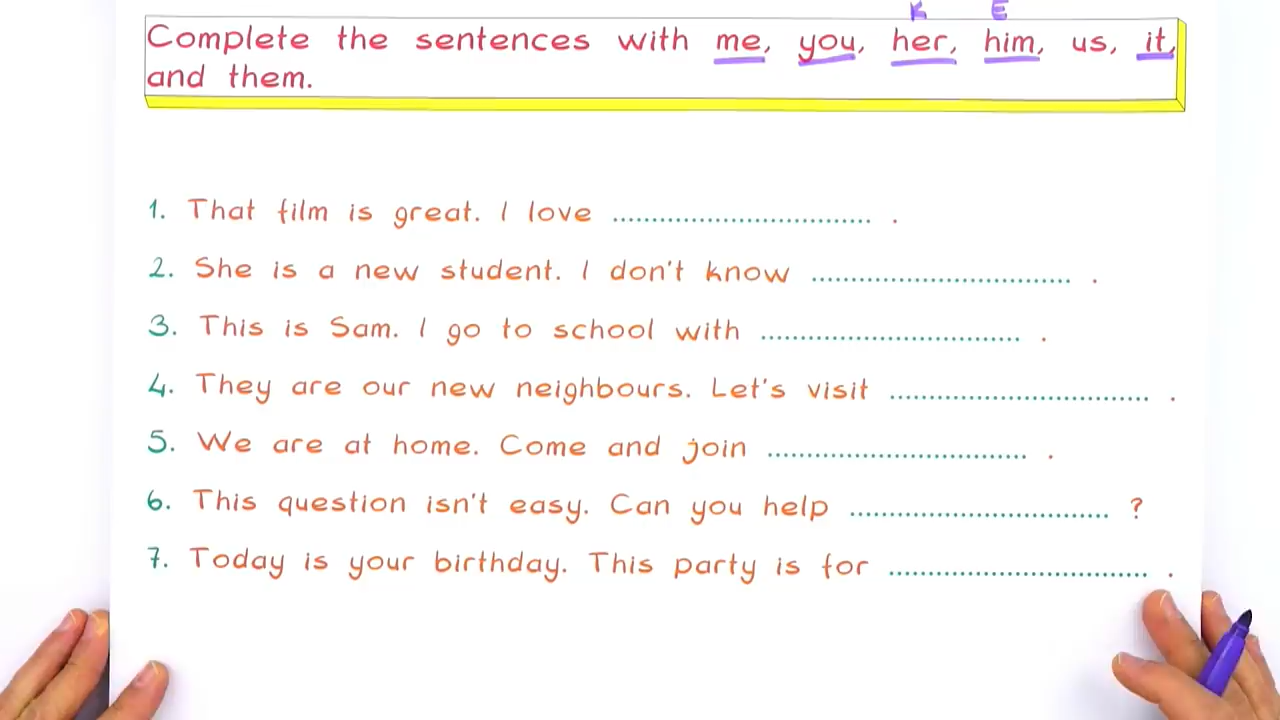 K E
Complete the sentences with me, you, her, him, us, it,
and them.
1. That film is great. I love .............................. .
2. She is a new student. I don't know .............................. .
3. This is Sam. I go to school with .............................. .
4. They are our new neighbours. Let's visit .............................. .
5. We are at home. Come and join .............................. .
6. This question isn't easy. Can you help .............................. ?
7. Today is your birthday. This party is for .............................. .